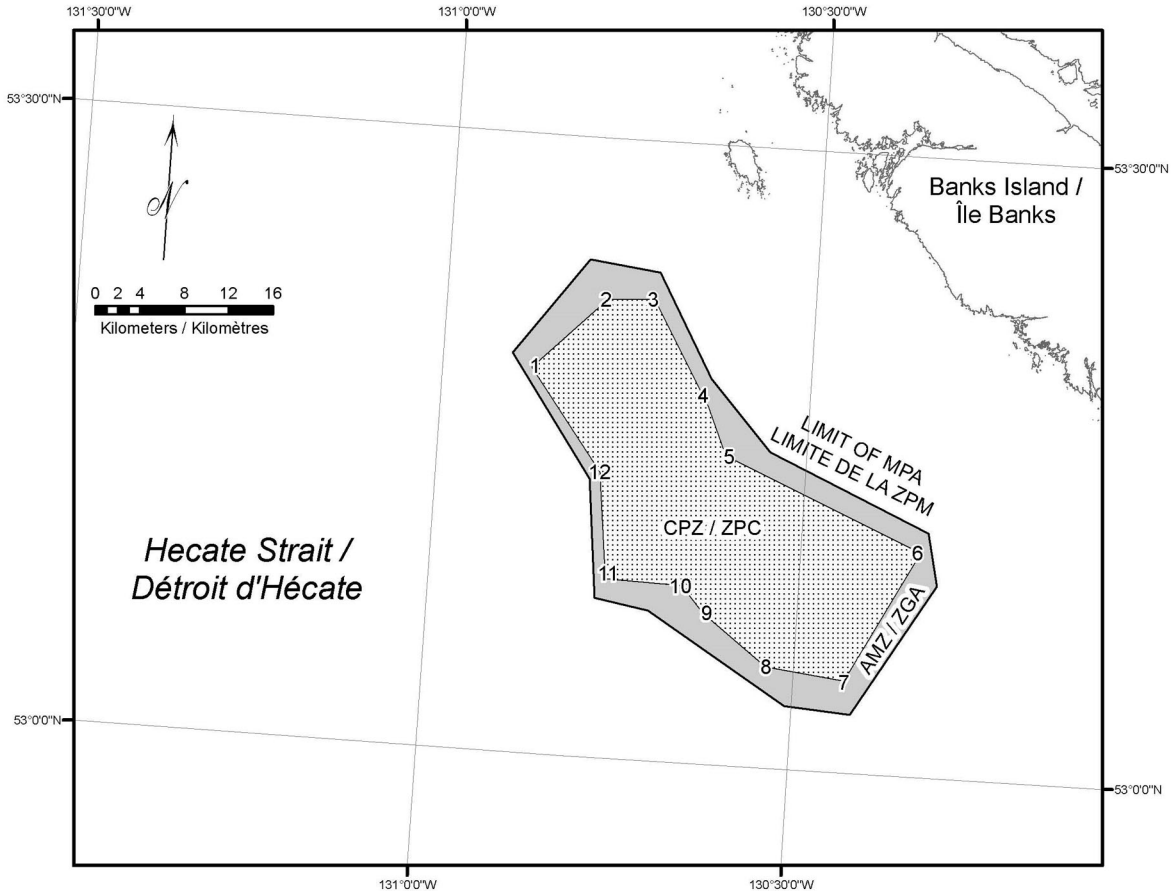 131°30'0"W
131°0'0"W
130°30'0"W
53°30'0"N
53°30'0"N
N
Banks Island /
Île Banks
0 2 4 8 12 16
Kilometers / Kilomètres
2
3
1
4
LIMIT OF MPA
LIMITE DE LA ZPM
5
12
CPZ / ZPC
6
Hecate Strait /
Détroit d'Hécate
11
10
9
AMZ / ZGA
8
7
53°0'0"N
53°0'0"N
131°0'0"W
130°30'0"W